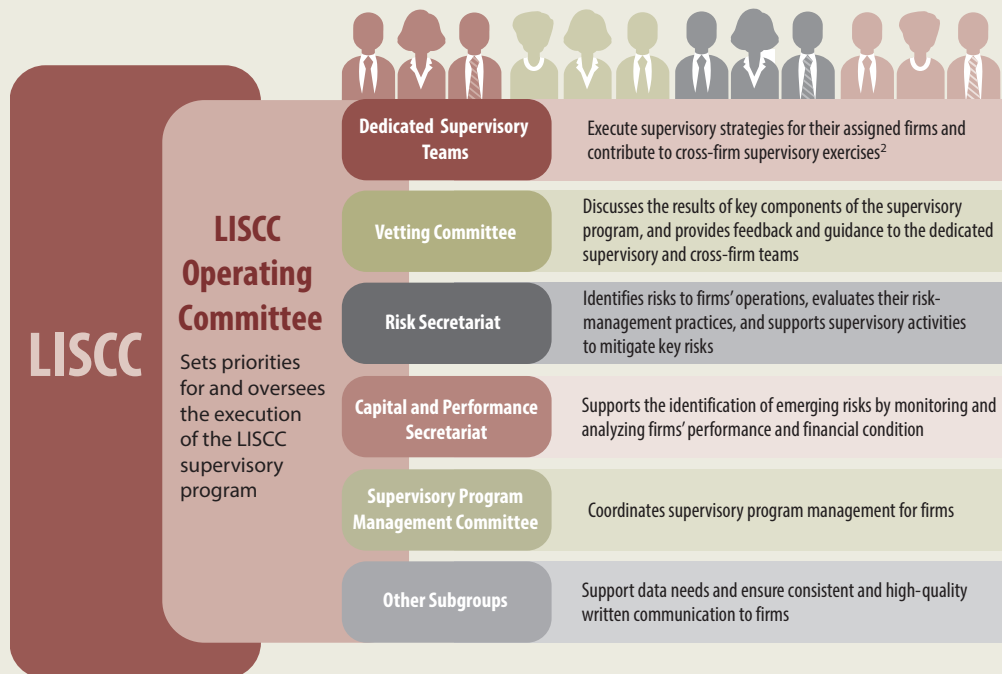 LISCC
LISCC
Operating
Committee
Sets priorities
for and oversees
the execution
of the LISCC
supervisory
program
Dedicated Supervisory
Teams
Execute supervisory strategies for their assigned firms and
contribute to cross-firm supervisory exercises²
Vetting Committee
Discusses the results of key components of the supervisory
program, and provides feedback and guidance to the dedicated
supervisory and cross-firm teams
Risk Secretariat
Identifies risks to firms’ operations, evaluates their risk-
management practices, and supports supervisory activities
to mitigate key risks
Capital and Performance
Secretariat
Supports the identification of emerging risks by monitoring and
analyzing firms’ performance and financial condition
Supervisory Program
Management Committee
Coordinates supervisory program management for firms
Other Subgroups
Support data needs and ensure consistent and high-quality
written communication to firms